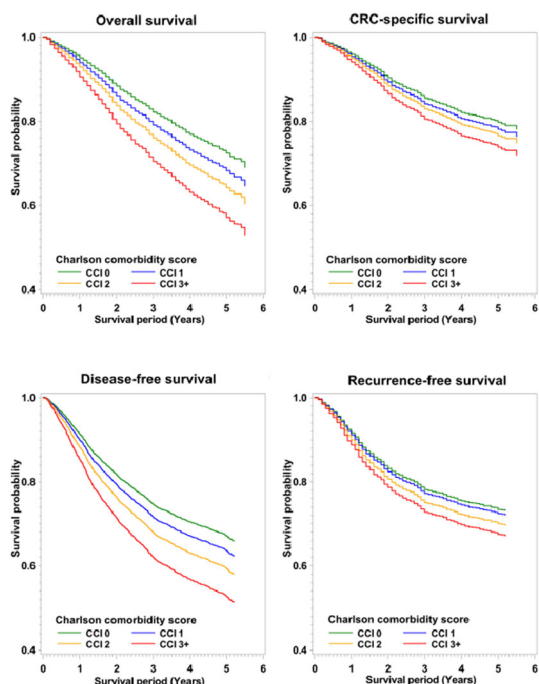 Overall survival
Survival probability
1.0
0.8
0.6
0.4
Charlson comorbidity score
CCI 0 CCI 1
CCI 2 CCI 3+
0 1 2 3 4 5 6
Survival period (Years)
CRC-specific survival
Survival probability
1.0
0.8
0.6
0.4
Charlson comorbidity score
CCI 0 CCI 1
CCI 2 CCI 3+
0 1 2 3 4 5 6
Survival period (Years)
Disease-free survival
Survival probability
1.0
0.8
0.6
0.4
Charlson comorbidity score
CCI 0 CCI 1
CCI 2 CCI 3+
0 1 2 3 4 5 6
Survival period (Years)
Recurrence-free survival
Survival probability
1.0
0.8
0.6
0.4
Charlson comorbidity score
CCI 0 CCI 1
CCI 2 CCI 3+
0 1 2 3 4 5 6
Survival period (Years)